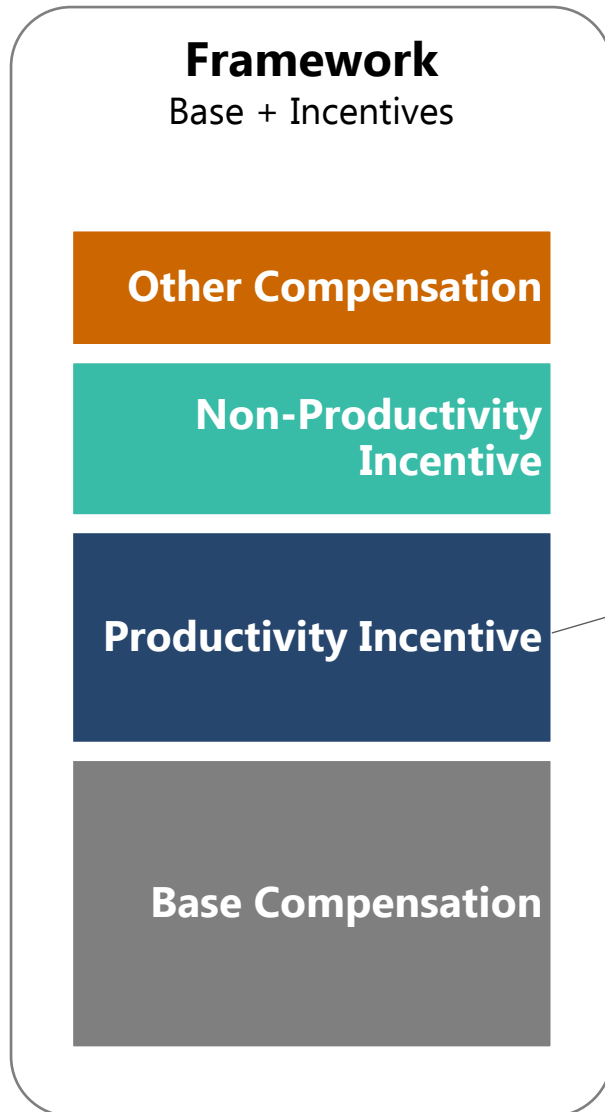 Framework
Base + Incentives
Other Compensation
Non-Productivity
Incentive
Productivity Incentive
Base Compensation